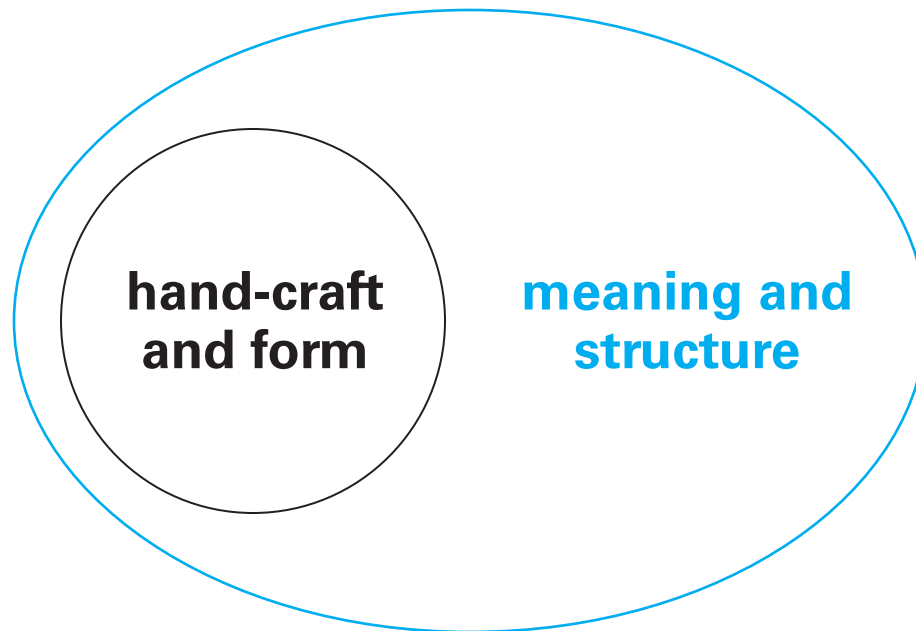 hand-craft
and form
meaning and
structure